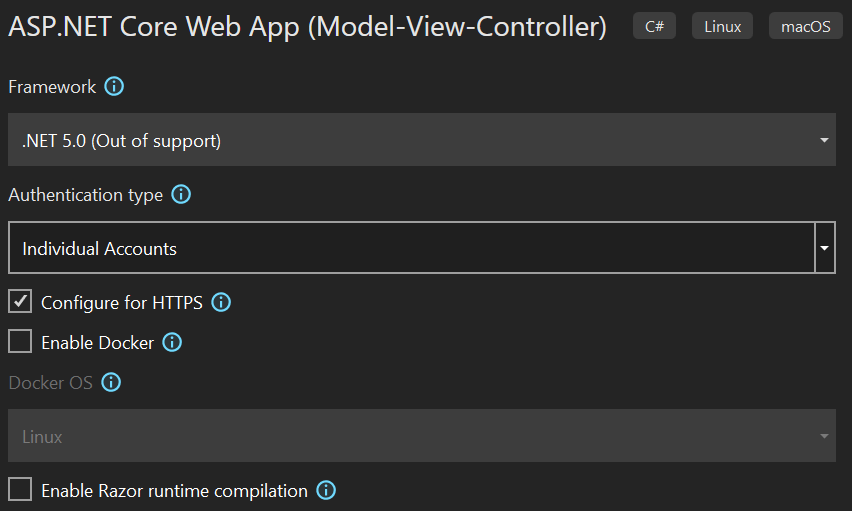 ASP.NET Core Web App (Model-View-Controller) C# Linux macOS
Framework
.NET 5.0 (Out of support)
Authentication type
Individual Accounts
Configure for HTTPS
Enable Docker
Docker OS
Linux
Enable Razor runtime compilation